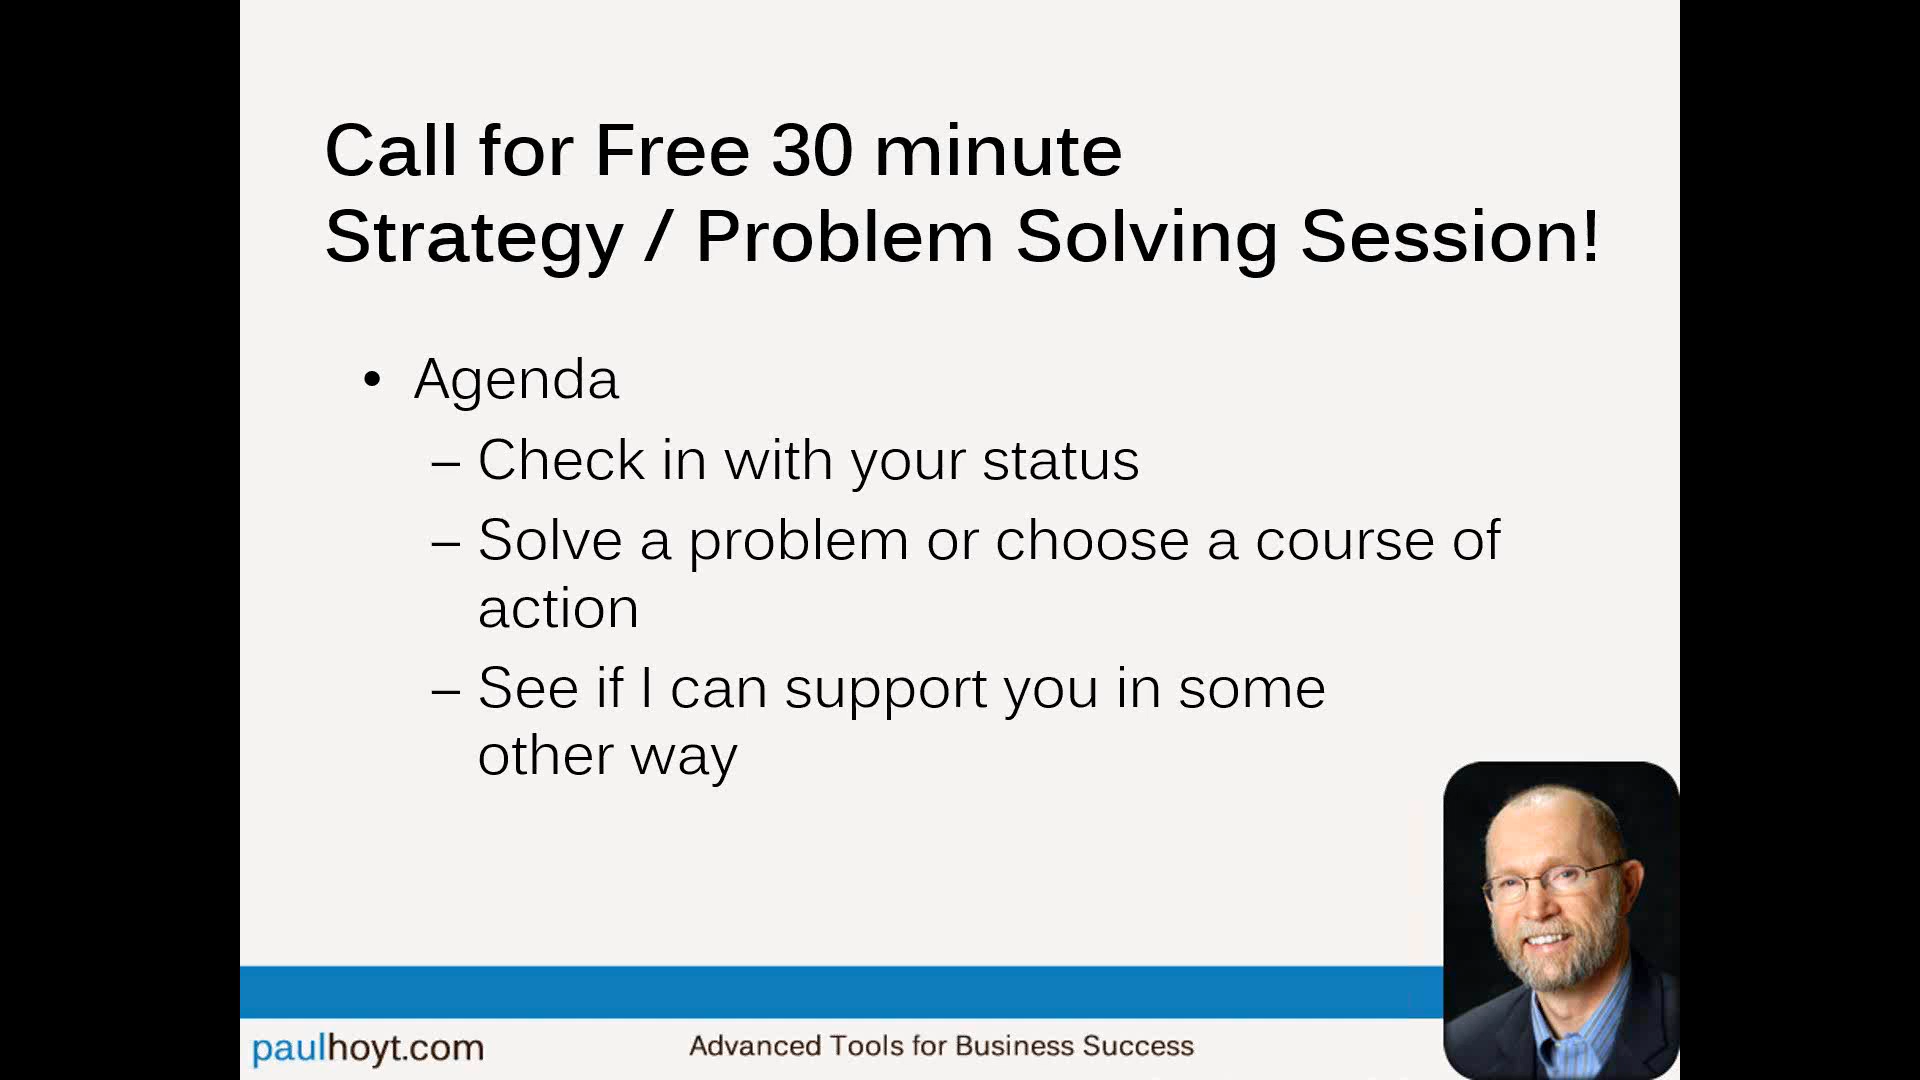 Call for Free 30 minute
Strategy / Problem Solving Session!
• Agenda
– Check in with your status
– Solve a problem or choose a course of
action
– See if I can support you in some
other way
paulhoyt.com
Advanced Tools for Business Success